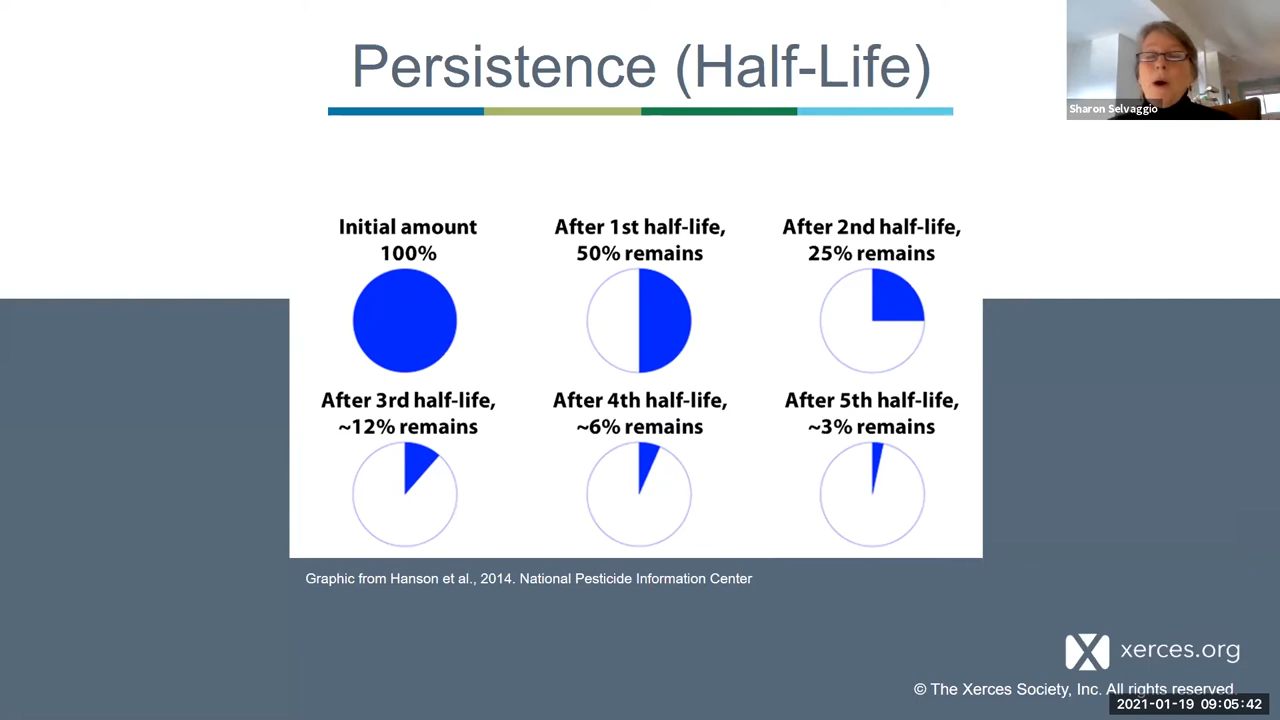 Persistence (Half-Life)
Sharon Selvaggio
Initial amount
100%
After 1st half-life,
50% remains
After 2nd half-life,
25% remains
After 3rd half-life,
~12% remains
After 4th half-life,
~6% remains
After 5th half-life,
~3% remains
Graphic from Hanson et al., 2014. National Pesticide Information Center
xerces.org
© The Xerces Society, Inc. All rights reserved.
2021-01-19 09:05:42